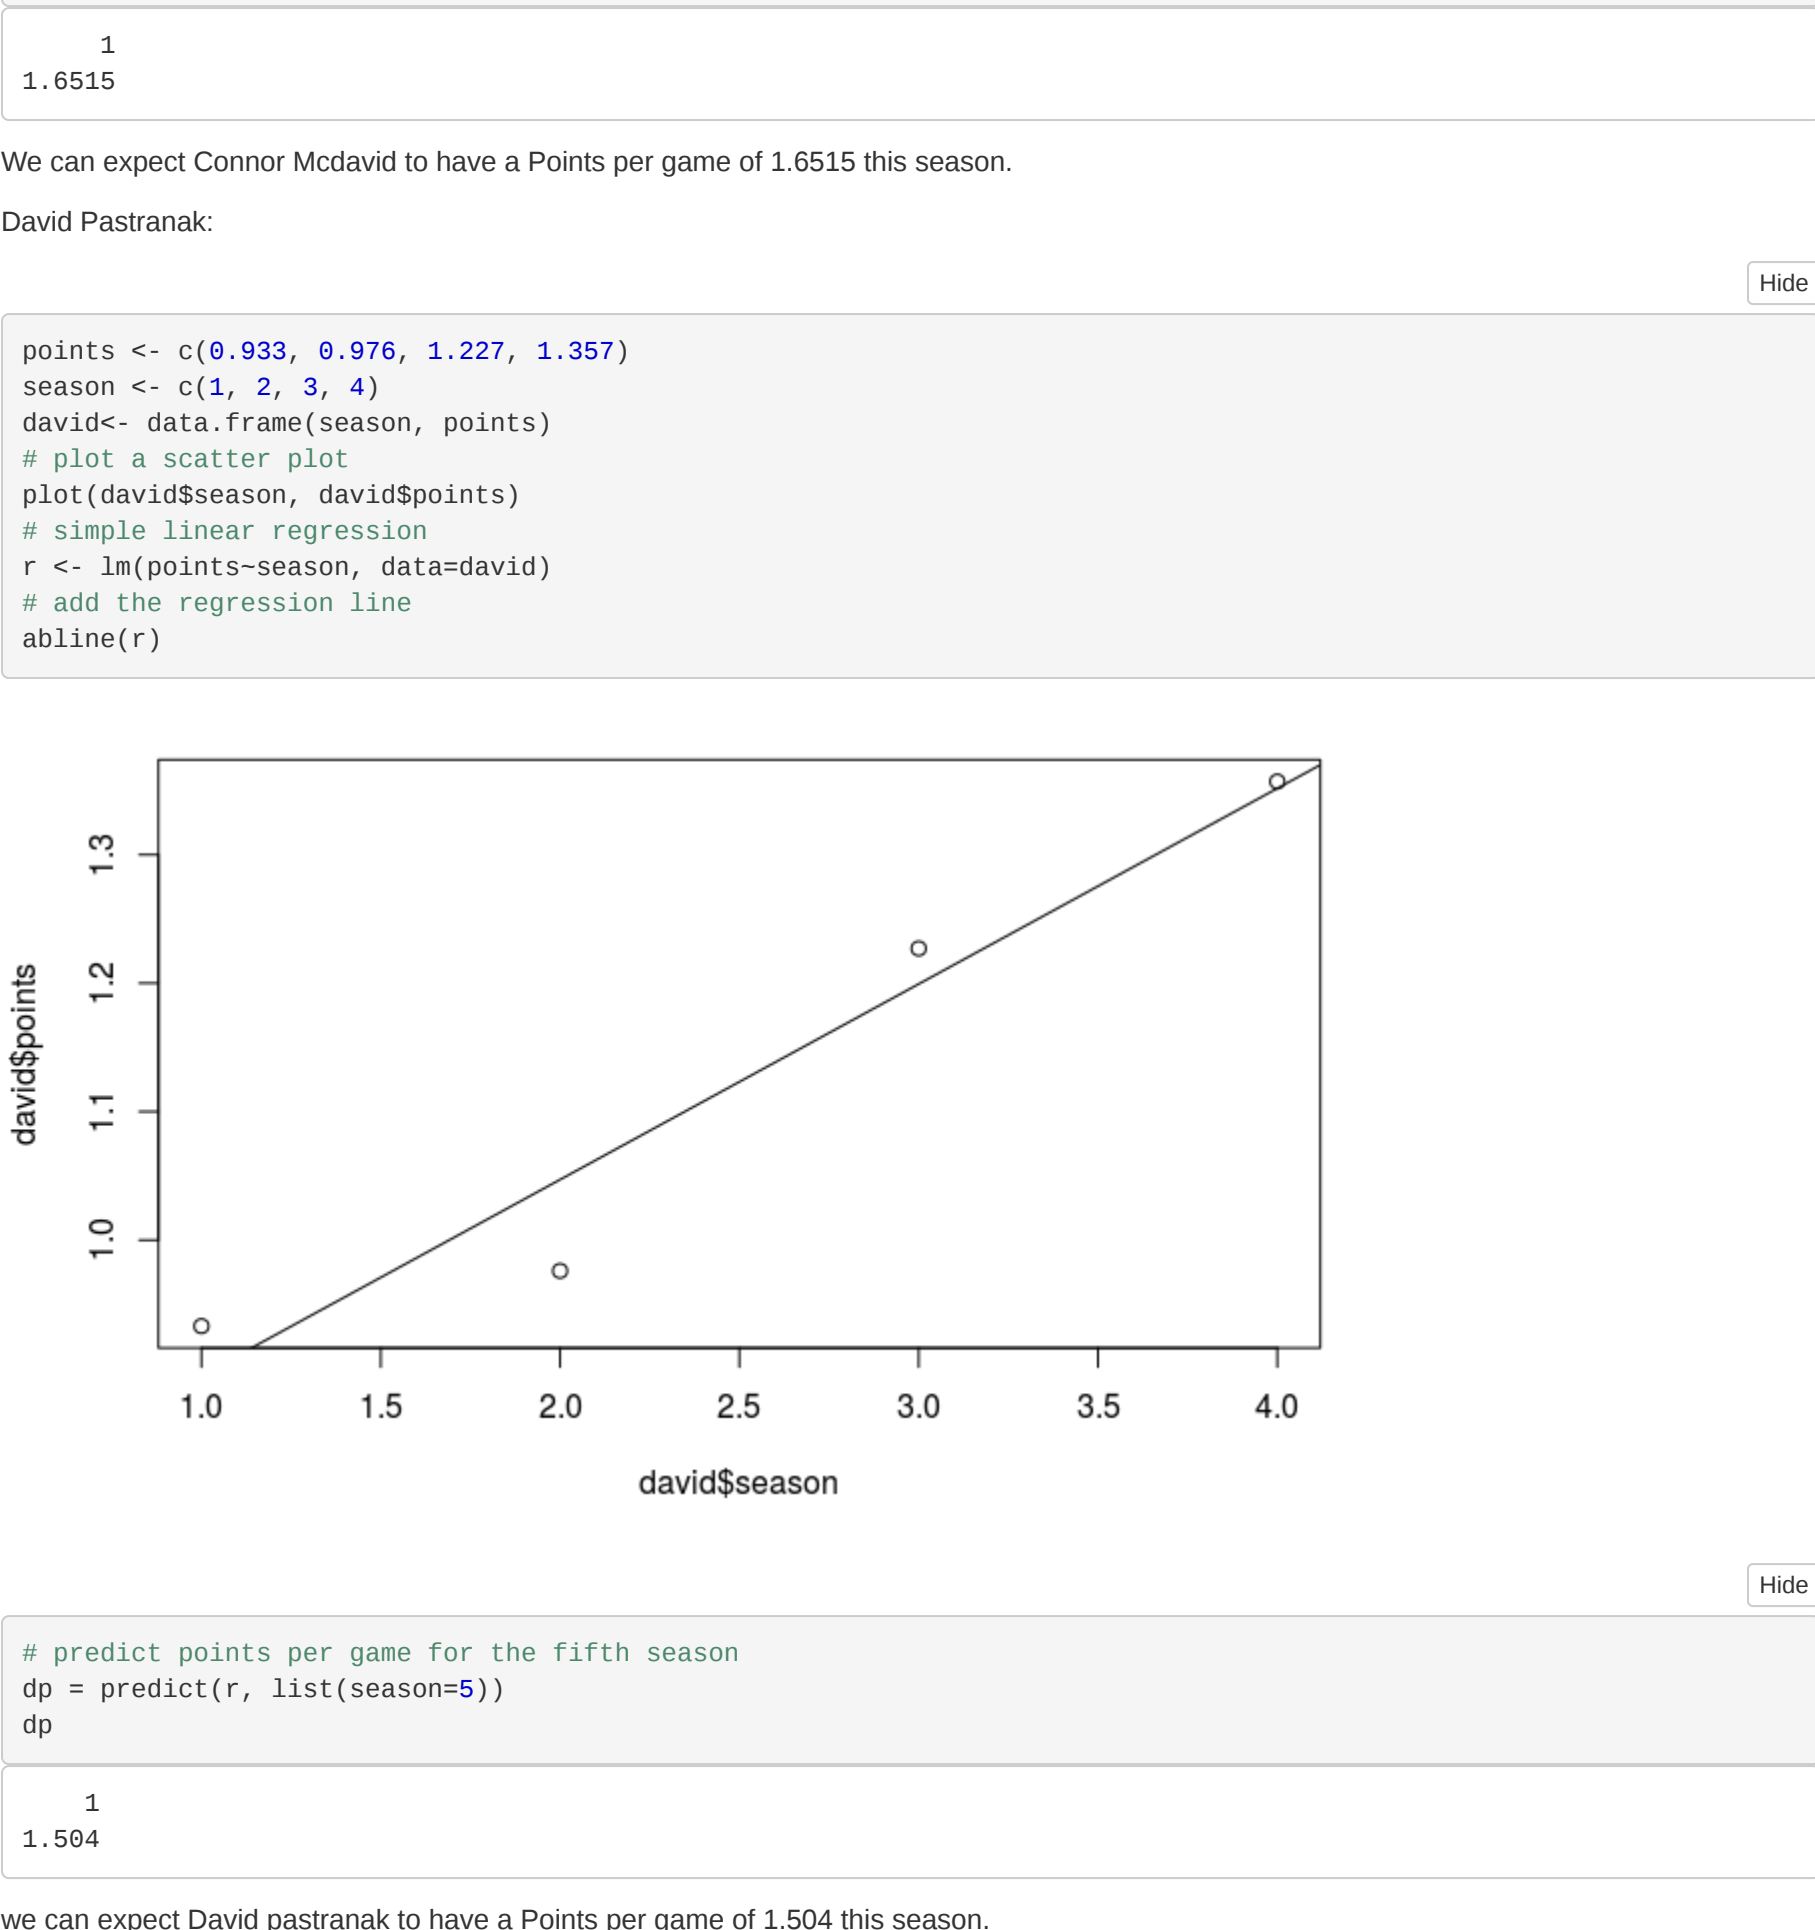 1
1.6515
We can expect Connor Mcdavid to have a Points per game of 1.6515 this season.
David Pastranak:
Hide
points <- c(0.933, 0.976, 1.227, 1.357)
season <- c(1, 2, 3, 4)
david<- data.frame(season, points)
# plot a scatter plot
plot(david$season, david$points)
# simple linear regression
r <- lm(points~season, data=david)
# add the regression line
abline(r)
1.3
1.2
1.1
1.0
david$points
1.0 1.5 2.0 2.5 3.0 3.5 4.0
david$season
Hide
# predict points per game for the fifth season
dp = predict(r, list(season=5))
dp
1
1.504
we can expect David pastranak to have a Points per game of 1.504 this season.